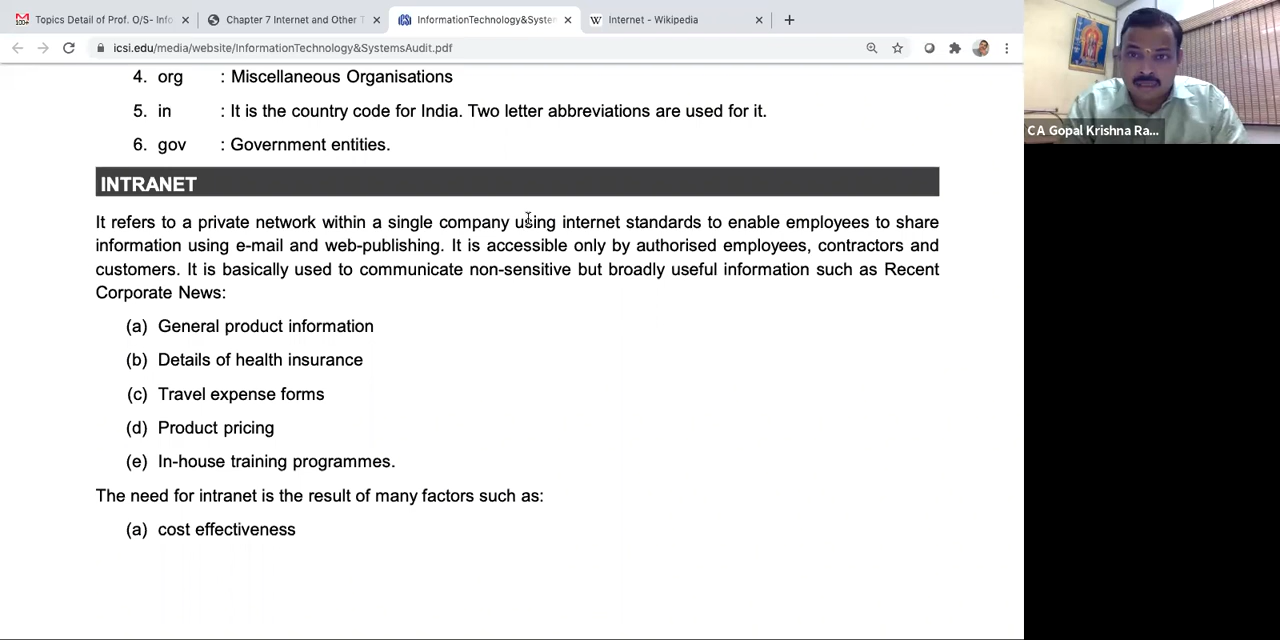 Topics Detail of Prof. O/S- Info
Chapter 7 Internet and Other T
InformationTechnology&System
Internet - Wikipedia
icsi.edu/media/website/InformationTechnology&SystemsAudit.pdf
4. org : Miscellaneous Organisations
5. in : It is the country code for India. Two letter abbreviations are used for it.
6. gov : Government entities.
INTRANET
It refers to a private network within a single company using internet standards to enable employees to share
information using e-mail and web-publishing. It is accessible only by authorised employees, contractors and
customers. It is basically used to communicate non-sensitive but broadly useful information such as Recent
Corporate News:
(a) General product information
(b) Details of health insurance
(c) Travel expense forms
(d) Product pricing
(e) In-house training programmes.
The need for intranet is the result of many factors such as:
(a) cost effectiveness
C A Gopal Krishna Ra...